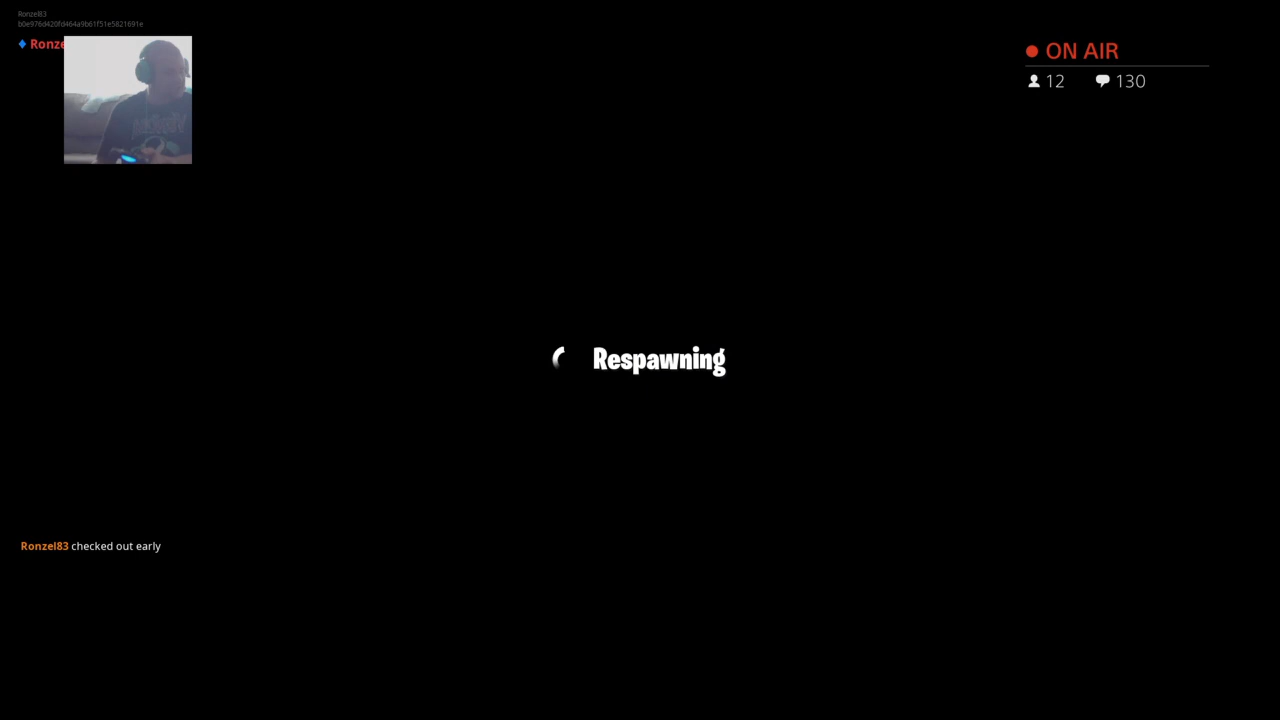 Ronzel83
b0e976d420fd464a9b61f51e5821691e
Ronze
ON AIR
12 130
Respawning
Ronzel83 checked out early